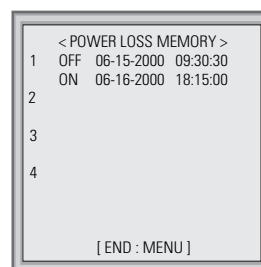 < POWER LOSS MEMORY >
1 OFF 06-15-2000 09:30:30
ON 06-16-2000 18:15:00
2
3
4
[ END : MENU ]